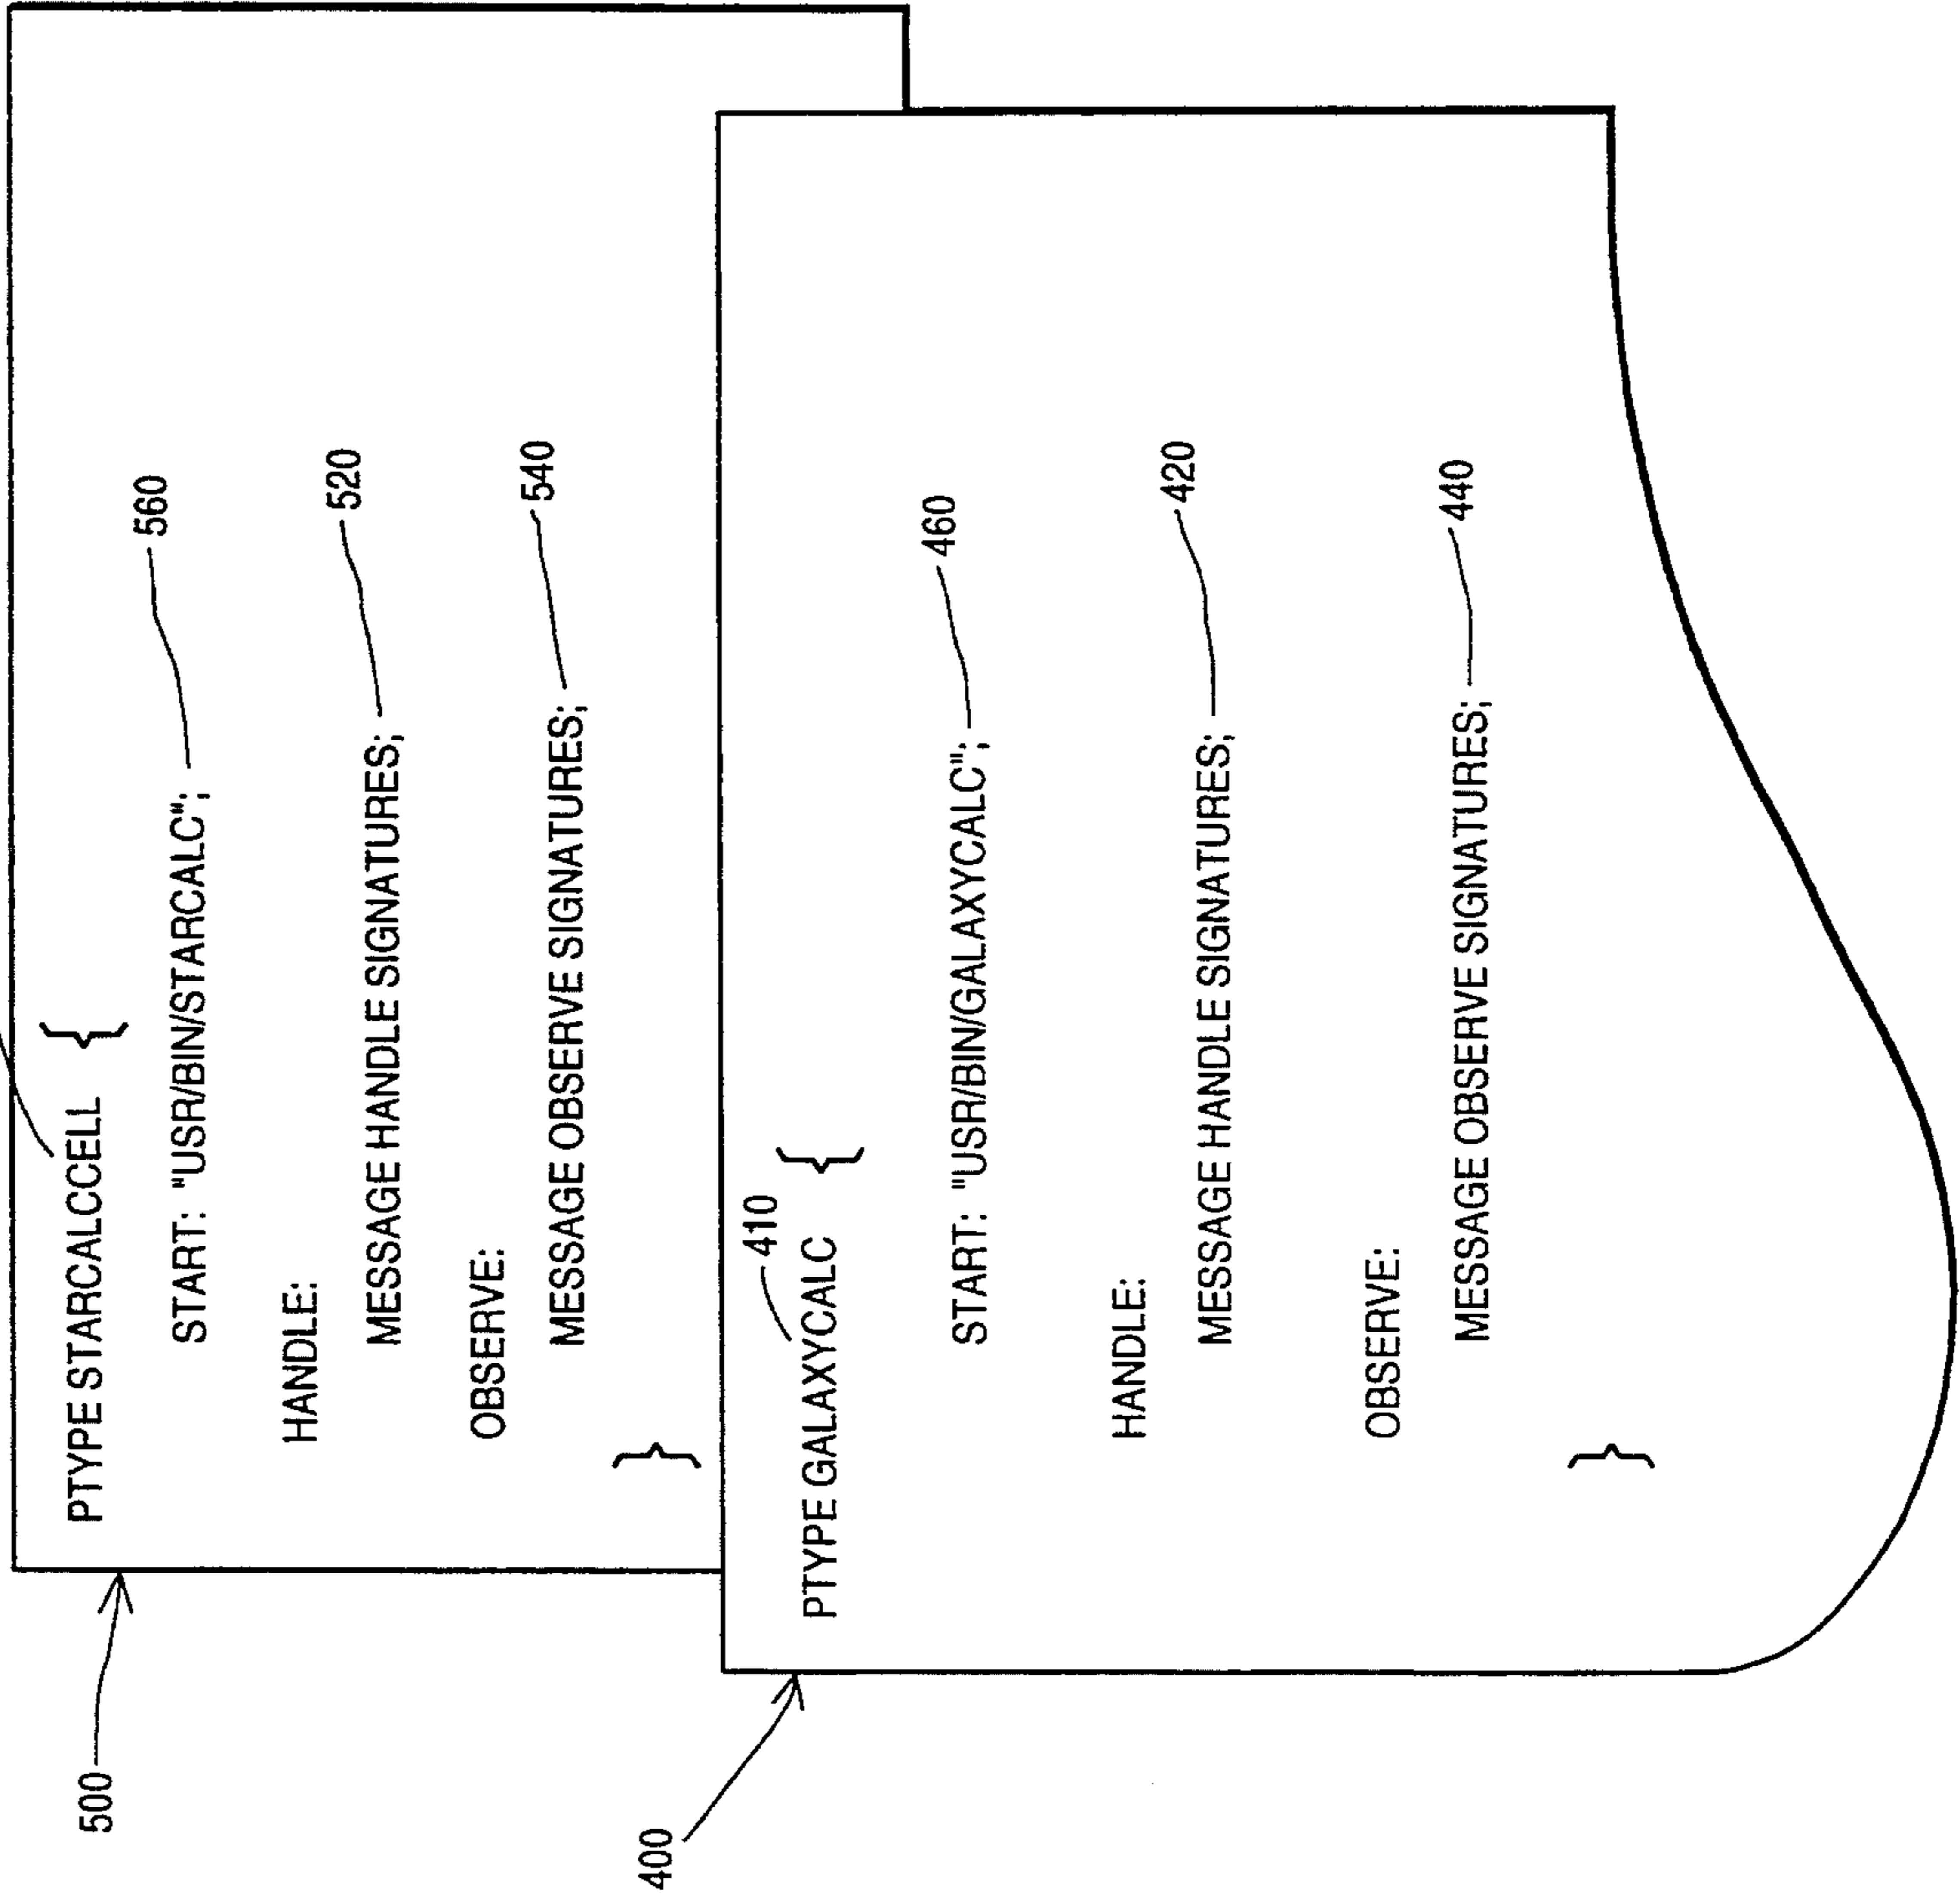 500
PTYPE STARCALCCELL {
START: "USR/BIN/STARCALC"; 560
HANDLE:
MESSAGE HANDLE SIGNATURES; 520
OBSERVE:
MESSAGE OBSERVE SIGNATURES; 540
}
400
410
PTYPE GALAXYCALC {
START: "USR/BIN/GALAXYCALC"; 460
HANDLE:
MESSAGE HANDLE SIGNATURES; 420
OBSERVE:
MESSAGE OBSERVE SIGNATURES; 440
}